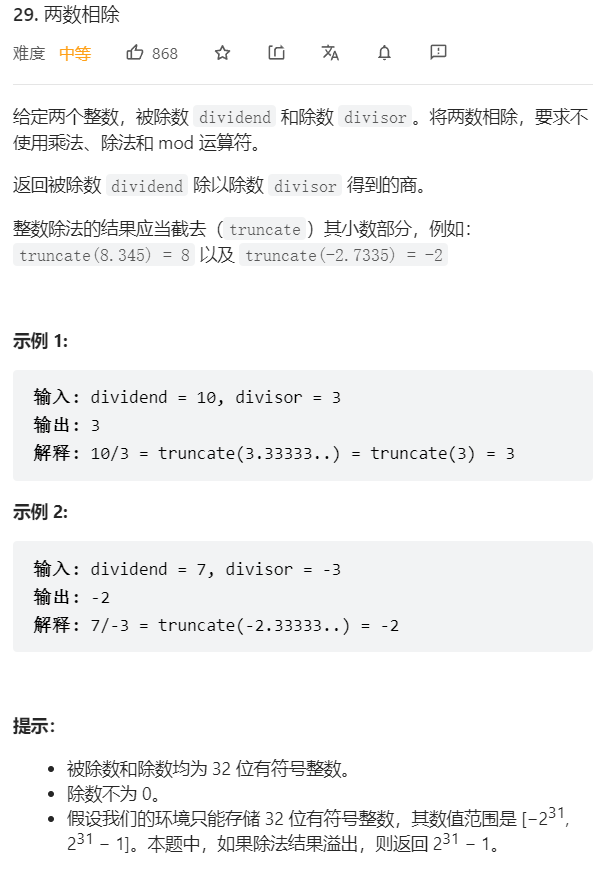 29. 两数相除
难度 中等 868
给定两个整数，被除数 dividend 和除数 divisor 。将两数相除，要求不
使用乘法、除法和 mod 运算符。
返回被除数 dividend 除以除数 divisor 得到的商。
整数除法的结果应当截去（ truncate ）其小数部分，例如：
truncate(8.345) = 8 以及 truncate(-2.7335) = -2
示例 1:
输入: dividend = 10, divisor = 3
输出: 3
解释: 10/3 = truncate(3.33333..) = truncate(3) = 3
示例 2:
输入: dividend = 7, divisor = -3
输出: -2
解释: 7/-3 = truncate(-2.33333..) = -2
提示：
• 被除数和除数均为 32 位有符号整数。
• 除数不为 0。
• 假设我们的环境只能存储 32 位有符号整数，其数值范围是 [−2³¹,
2³¹ − 1]。本题中，如果除法结果溢出，则返回 2³¹ − 1。